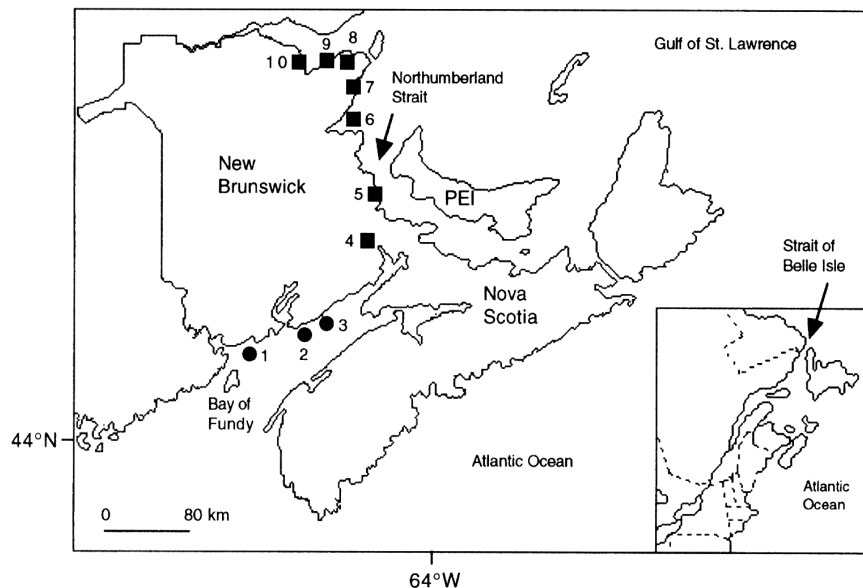 8
9
10
Gulf of St. Lawrence
7
Northumberland
Strait
6
New
Brunswick
5
PEI
4
Strait of
Belle Isle
Nova
Scotia
3
2
1
Bay of
Fundy
44°N
Atlantic Ocean
Atlantic
Ocean
0 80 km
64°W